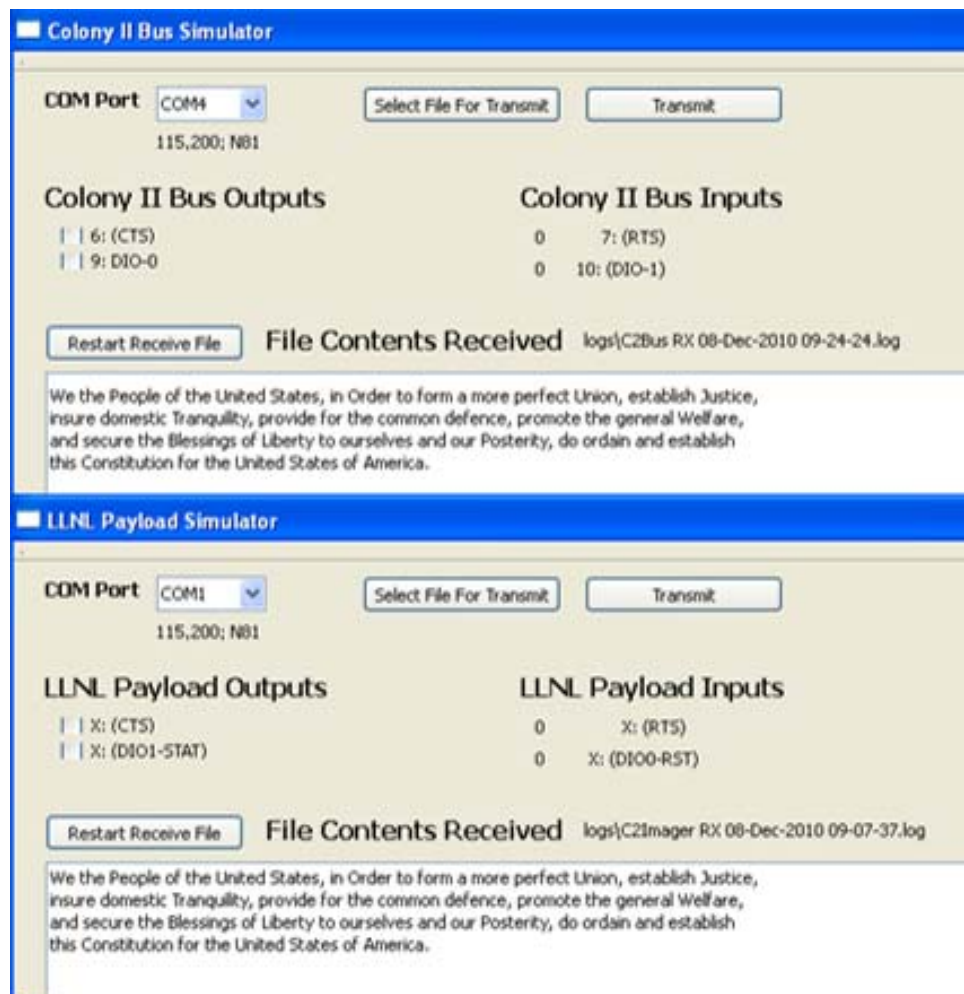 Colony II Bus Simulator
COM Port COM4 Select File For Transmit Transmit
115,200; N81
Colony II Bus Outputs Colony II Bus Inputs
6: (CTS) 0 7: (RTS)
9: DIO-0 0 10: (DIO-1)
Restart Receive File File Contents Received logs\C2Bus RX 08-Dec-2010 09-24-24.log
We the People of the United States, in Order to form a more perfect Union, establish Justice,
insure domestic Tranquility, provide for the common defence, promote the general Welfare,
and secure the Blessings of Liberty to ourselves and our Posterity, do ordain and establish
this Constitution for the United States of America.
LLNL Payload Simulator
COM Port COM1 Select File For Transmit Transmit
115,200; N81
LLNL Payload Outputs LLNL Payload Inputs
X: (CTS) 0 X: (RTS)
X: (DIO1-STAT) 0 X: (DIO0-RST)
Restart Receive File File Contents Received logs\C2Imager RX 08-Dec-2010 09-07-37.log
We the People of the United States, in Order to form a more perfect Union, establish Justice,
insure domestic Tranquility, provide for the common defence, promote the general Welfare,
and secure the Blessings of Liberty to ourselves and our Posterity, do ordain and establish
this Constitution for the United States of America.